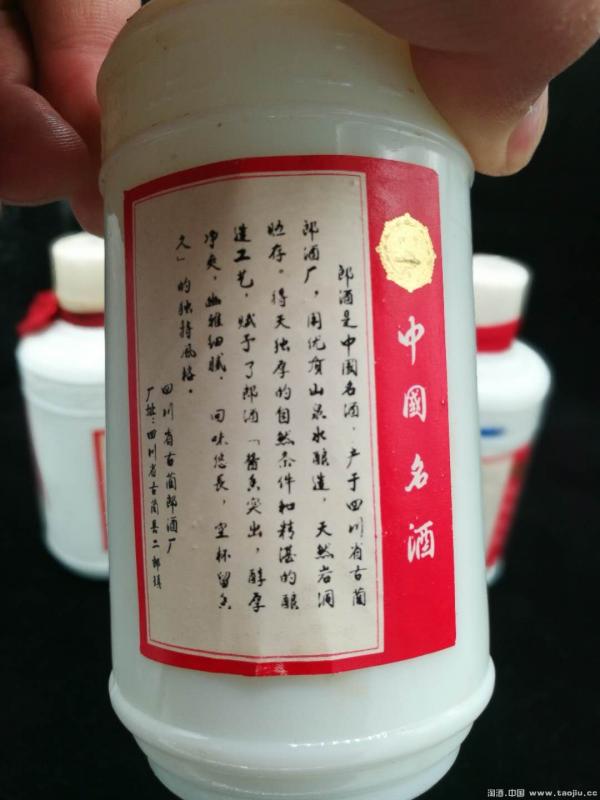 中國名酒
郎酒是中國名酒，产于四川省古蔺
郎酒厂，用优质山泉水酿造，天然岩洞
贮存。得天独厚的自然条件和精湛的酿
造工艺，赋予了郎酒「酱香突出，醇厚
净爽，幽雅细腻，回味悠長，空杯留香
久」的独特风格。
四川省古蔺郎酒厂
厂址：四川省古蔺县二郎镇
淘酒.中国 www.taojiu.cc